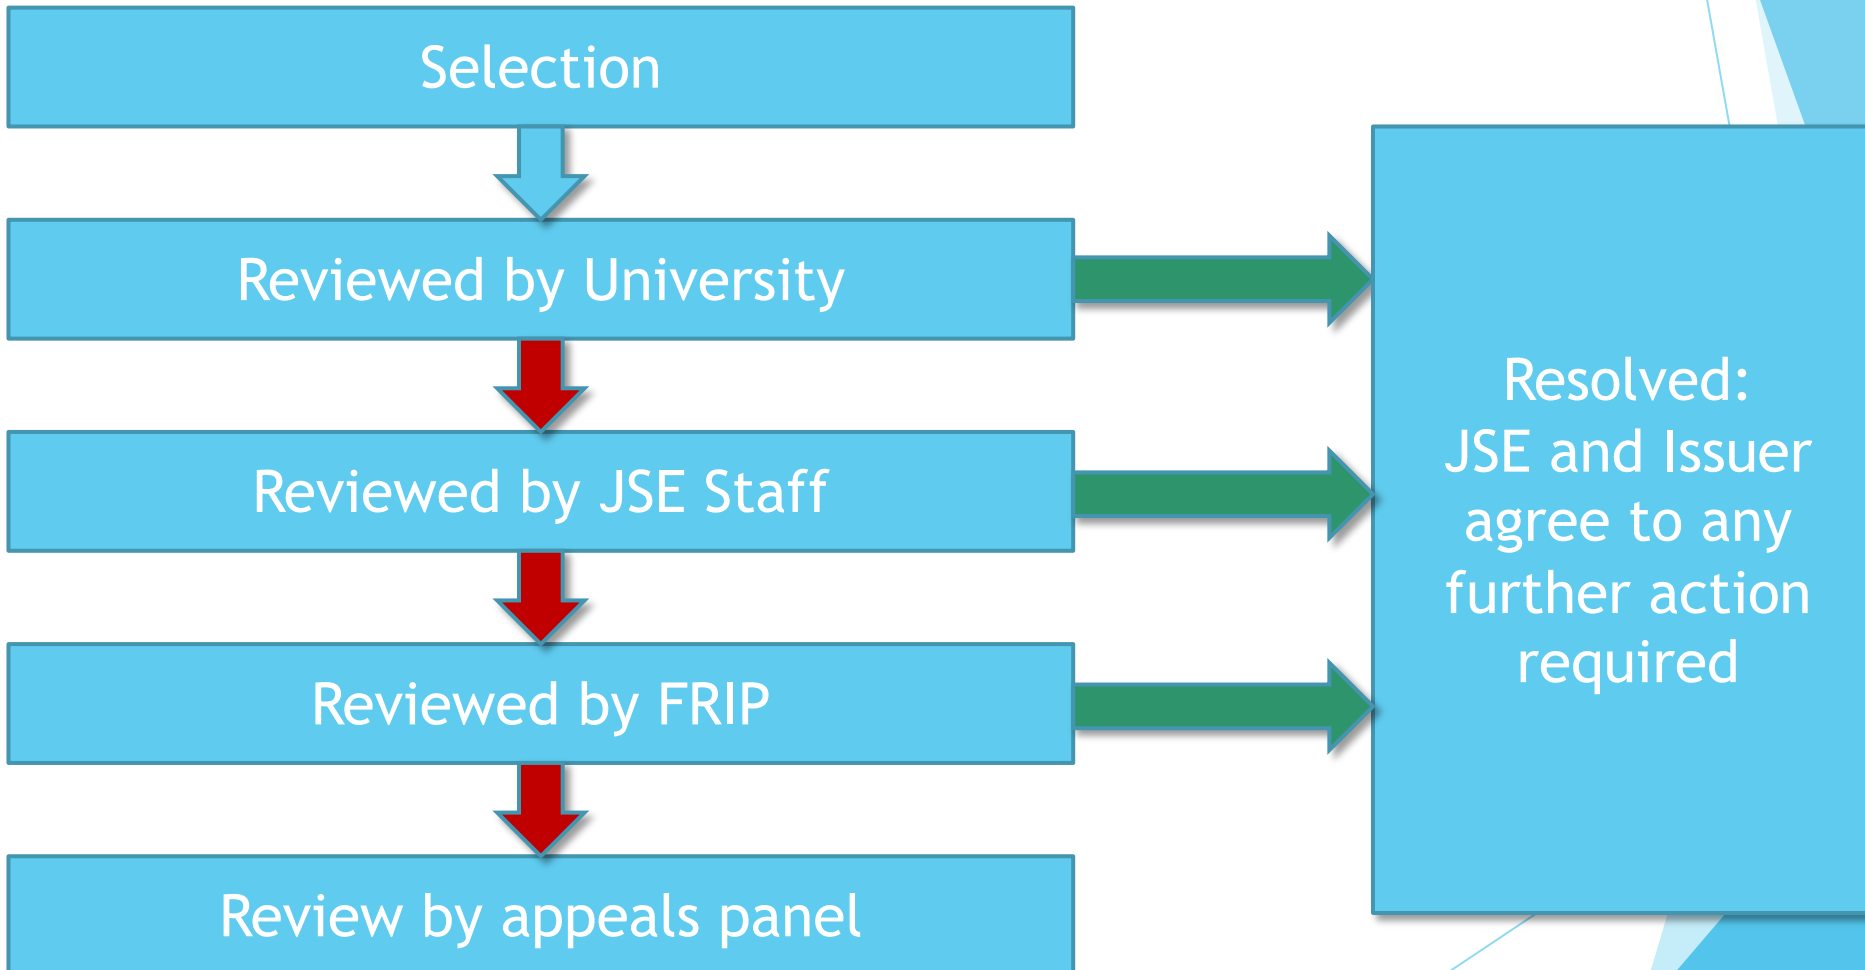 Selection
Reviewed by University
Reviewed by JSE Staff
Reviewed by FRIP
Review by appeals panel
Resolved:
JSE and Issuer
agree to any
further action
required